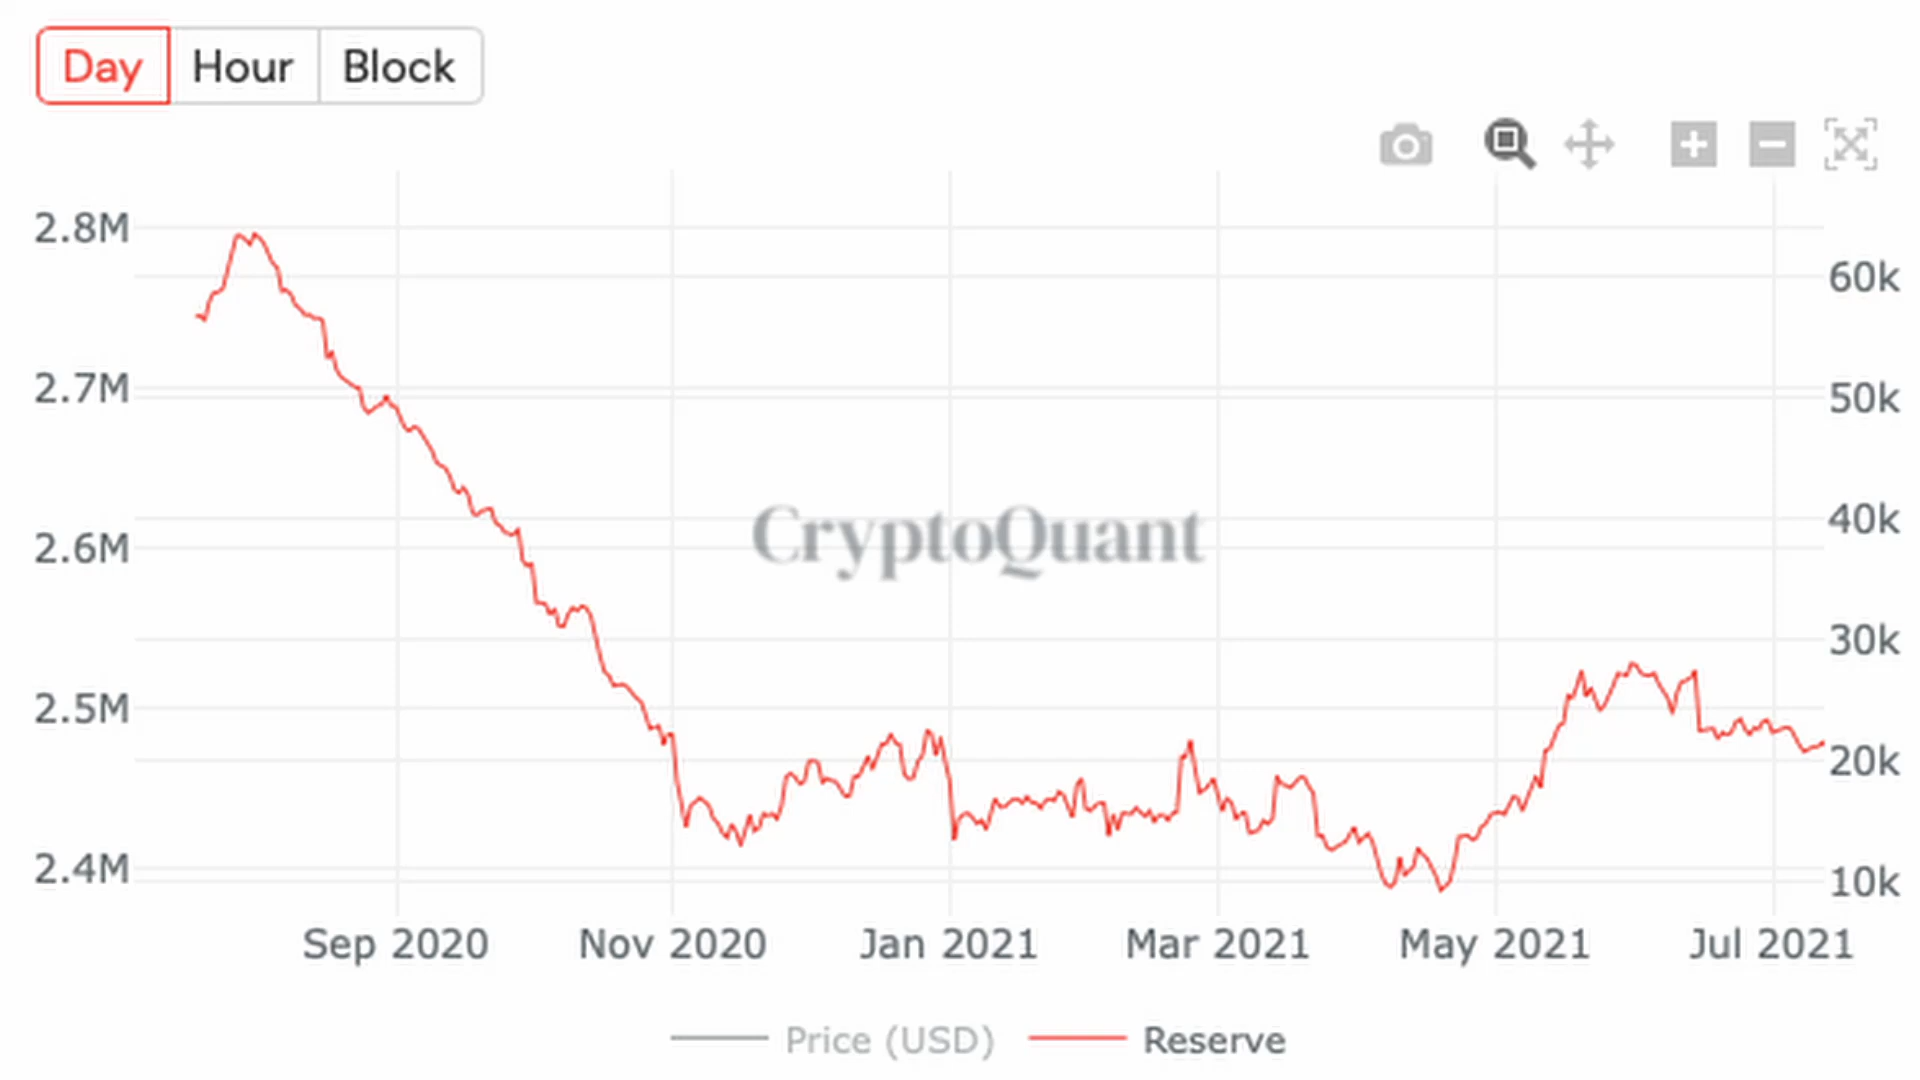 Day Hour Block
2.8M
60k
2.7M
50k
CryptoQuant
40k
2.6M
30k
2.5M
20k
2.4M
10k
Sep 2020 Nov 2020 Jan 2021 Mar 2021 May 2021 Jul 2021
Price (USD) Reserve